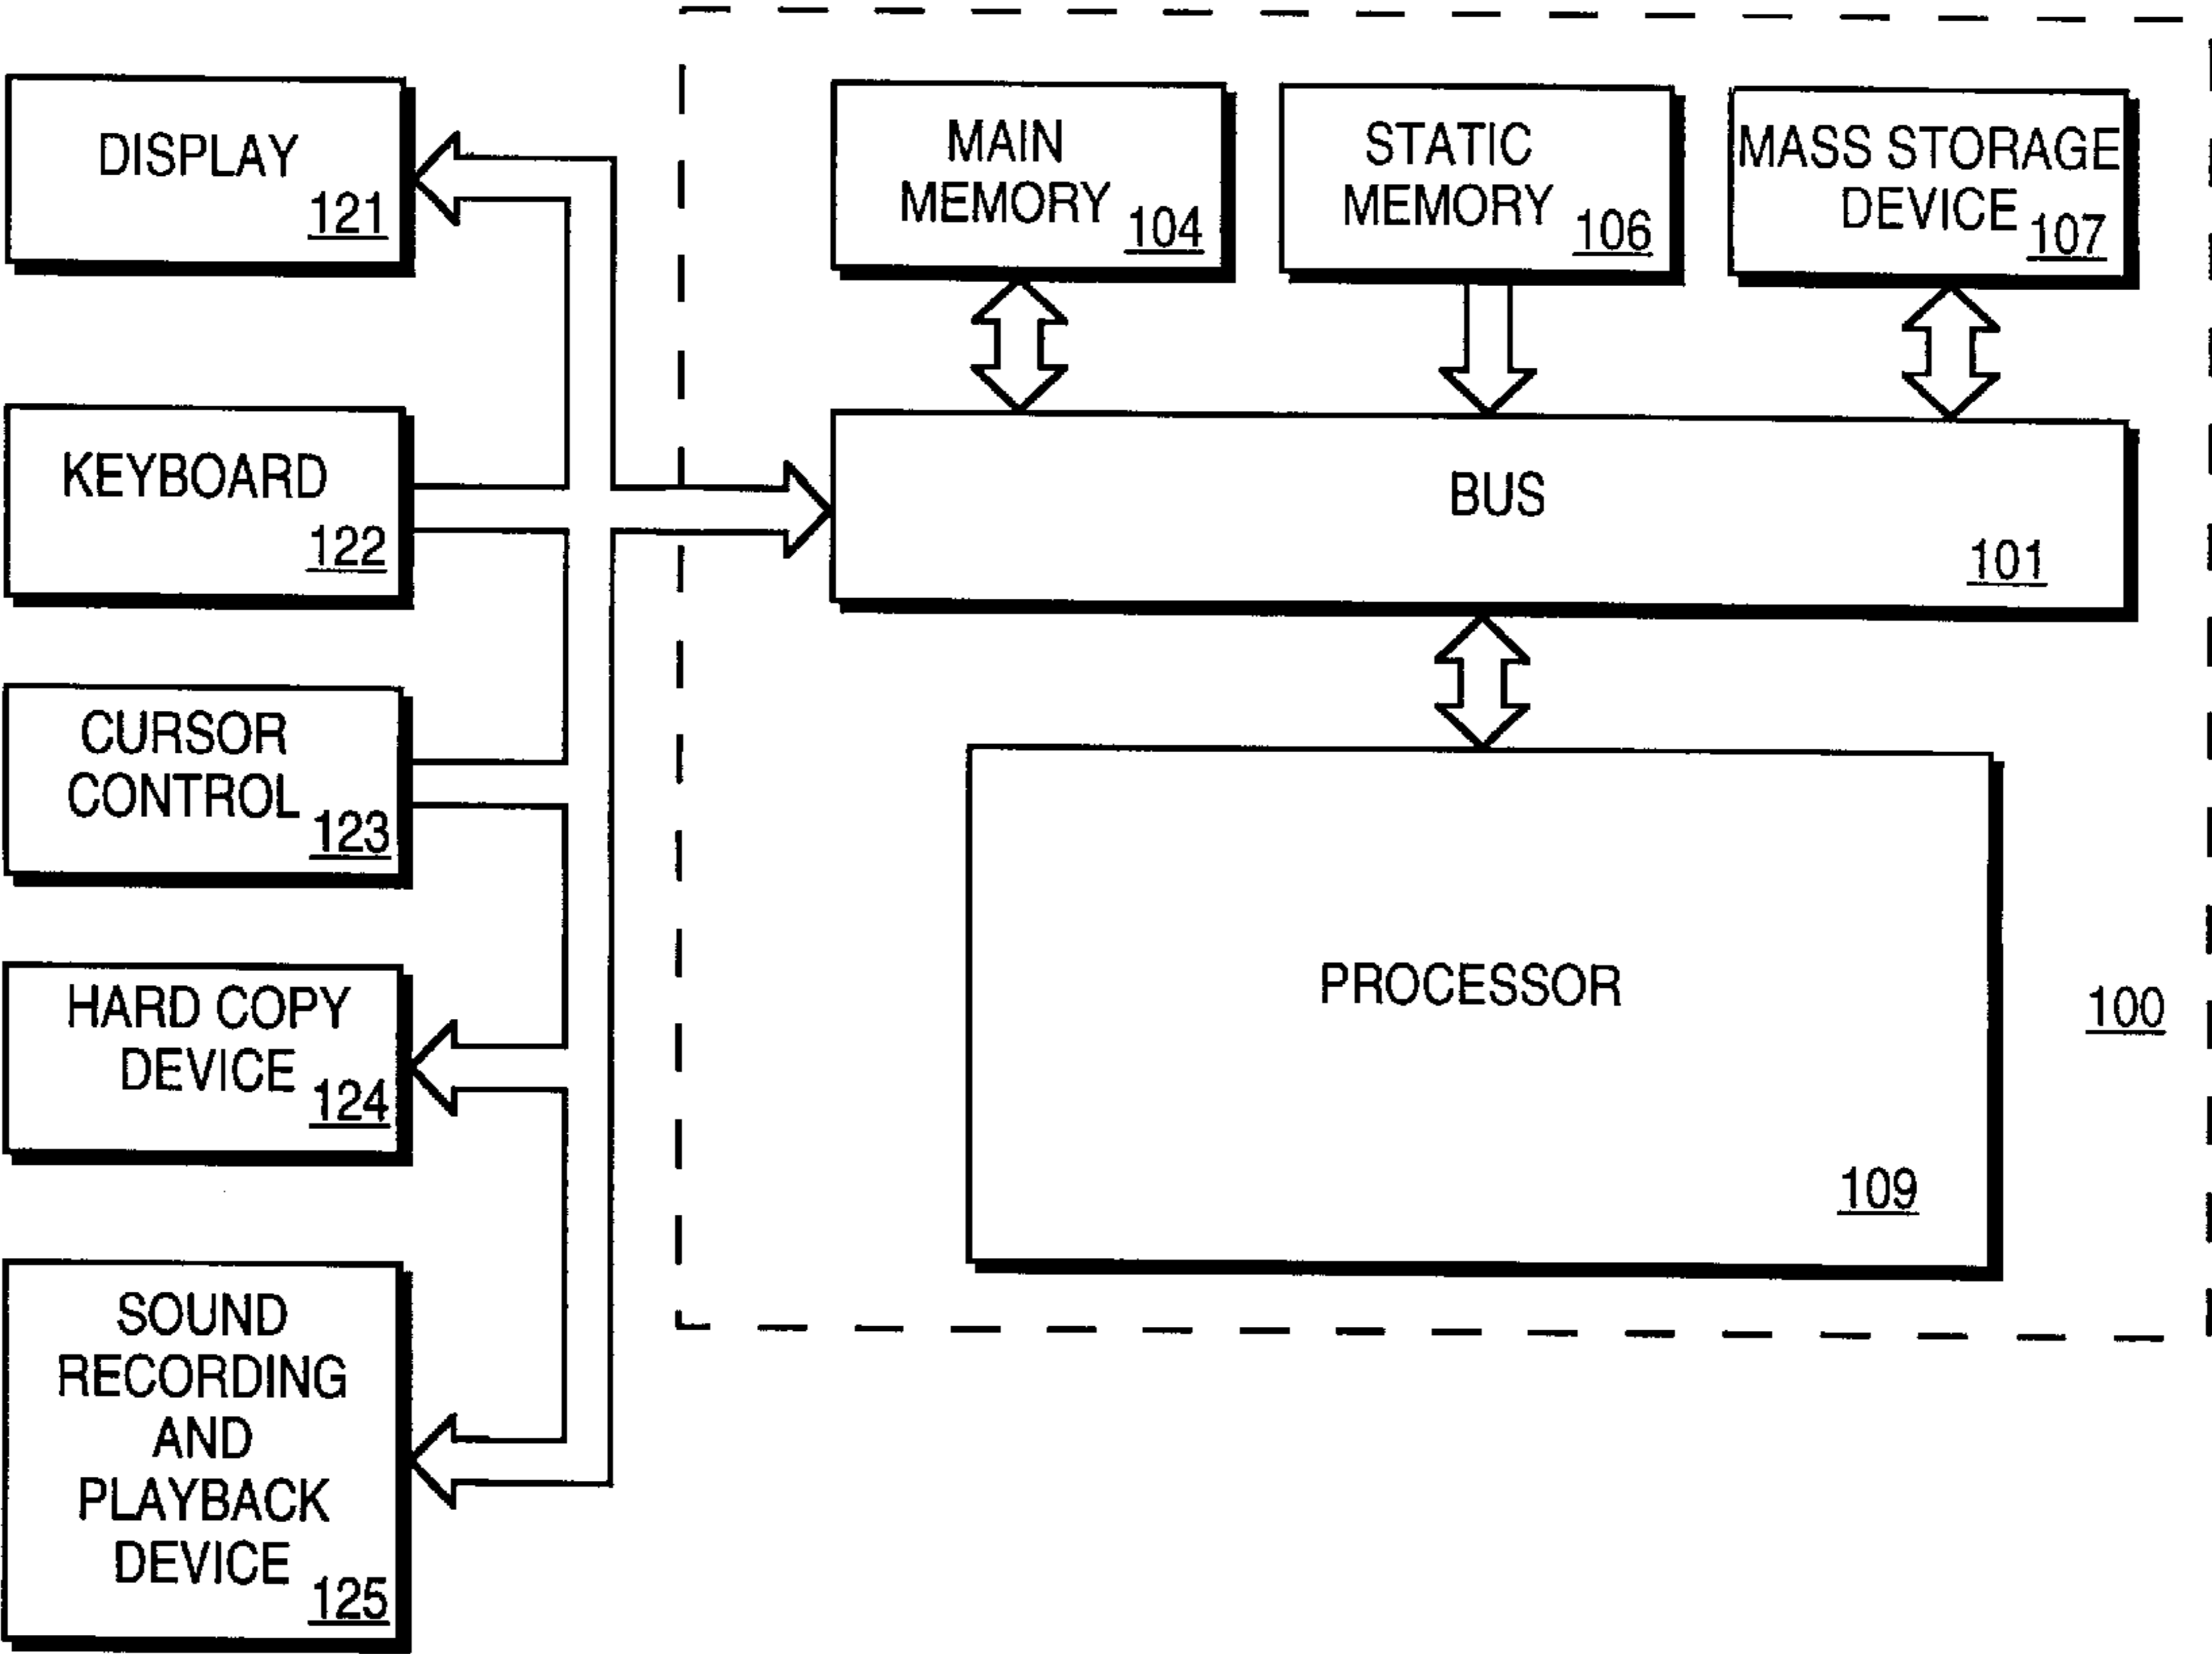 DISPLAY
121
KEYBOARD
122
CURSOR
CONTROL
123
HARD COPY
DEVICE
124
SOUND
RECORDING
AND
PLAYBACK
DEVICE
125
MAIN
MEMORY
104
STATIC
MEMORY
106
MASS STORAGE
DEVICE
107
BUS
101
PROCESSOR
109
100